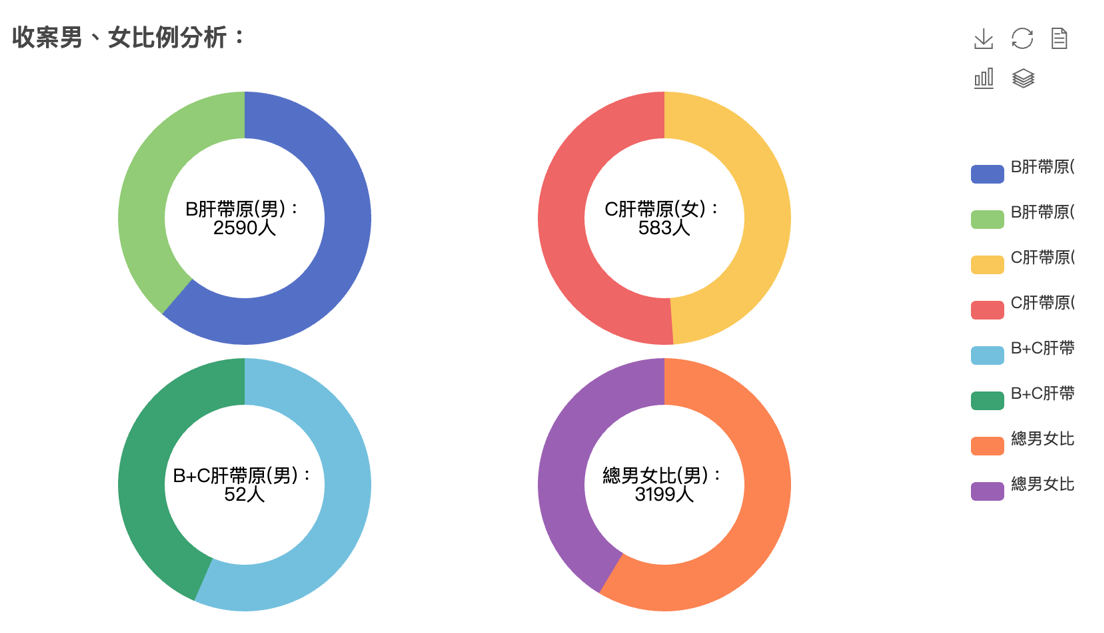 收案男、女比例分析：
B肝帶原(男)：
2590人
C肝帶原(女)：
583人
B+C肝帶原(男)：
52人
總男女比(男)：
3199人
B肝帶原(
B肝帶原(
C肝帶原(
C肝帶原(
B+C肝帶
B+C肝帶
總男女比
總男女比